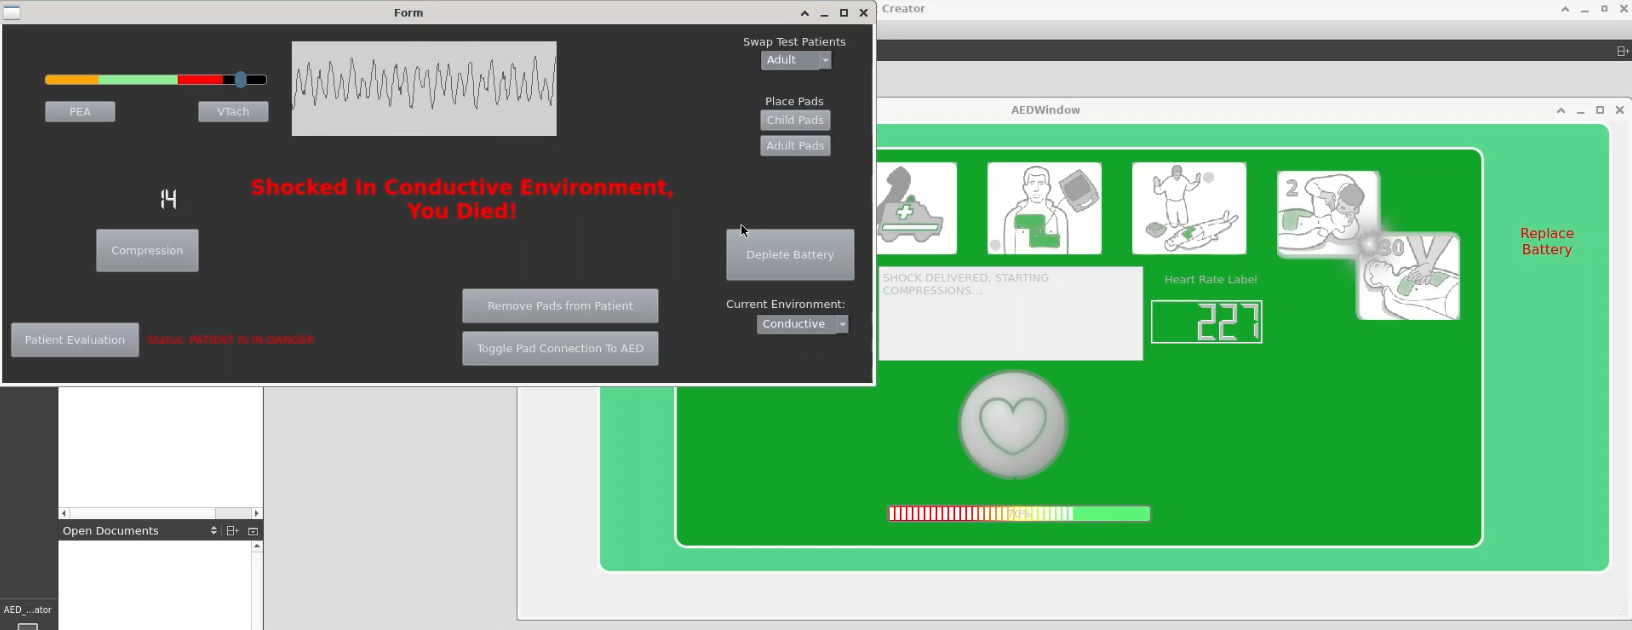 Form
Creator
Swap Test Patients
Adult
PEA
VTach
Place Pads
Child Pads
Adult Pads
AEDWindow
Shocked In Conductive Environment,
You Died!
14
Compression
Deplete Battery
Remove Pads from Patient
Current Environment:
Conductive
Patient Evaluation
Status: PATIENT IS IN DANGER
Toggle Pad Connection To AED
2
30
Replace
Battery
SHOCK DELIVERED. STARTING
COMPRESSIONS...
Heart Rate Label
227
70%
Open Documents
AED_...ator